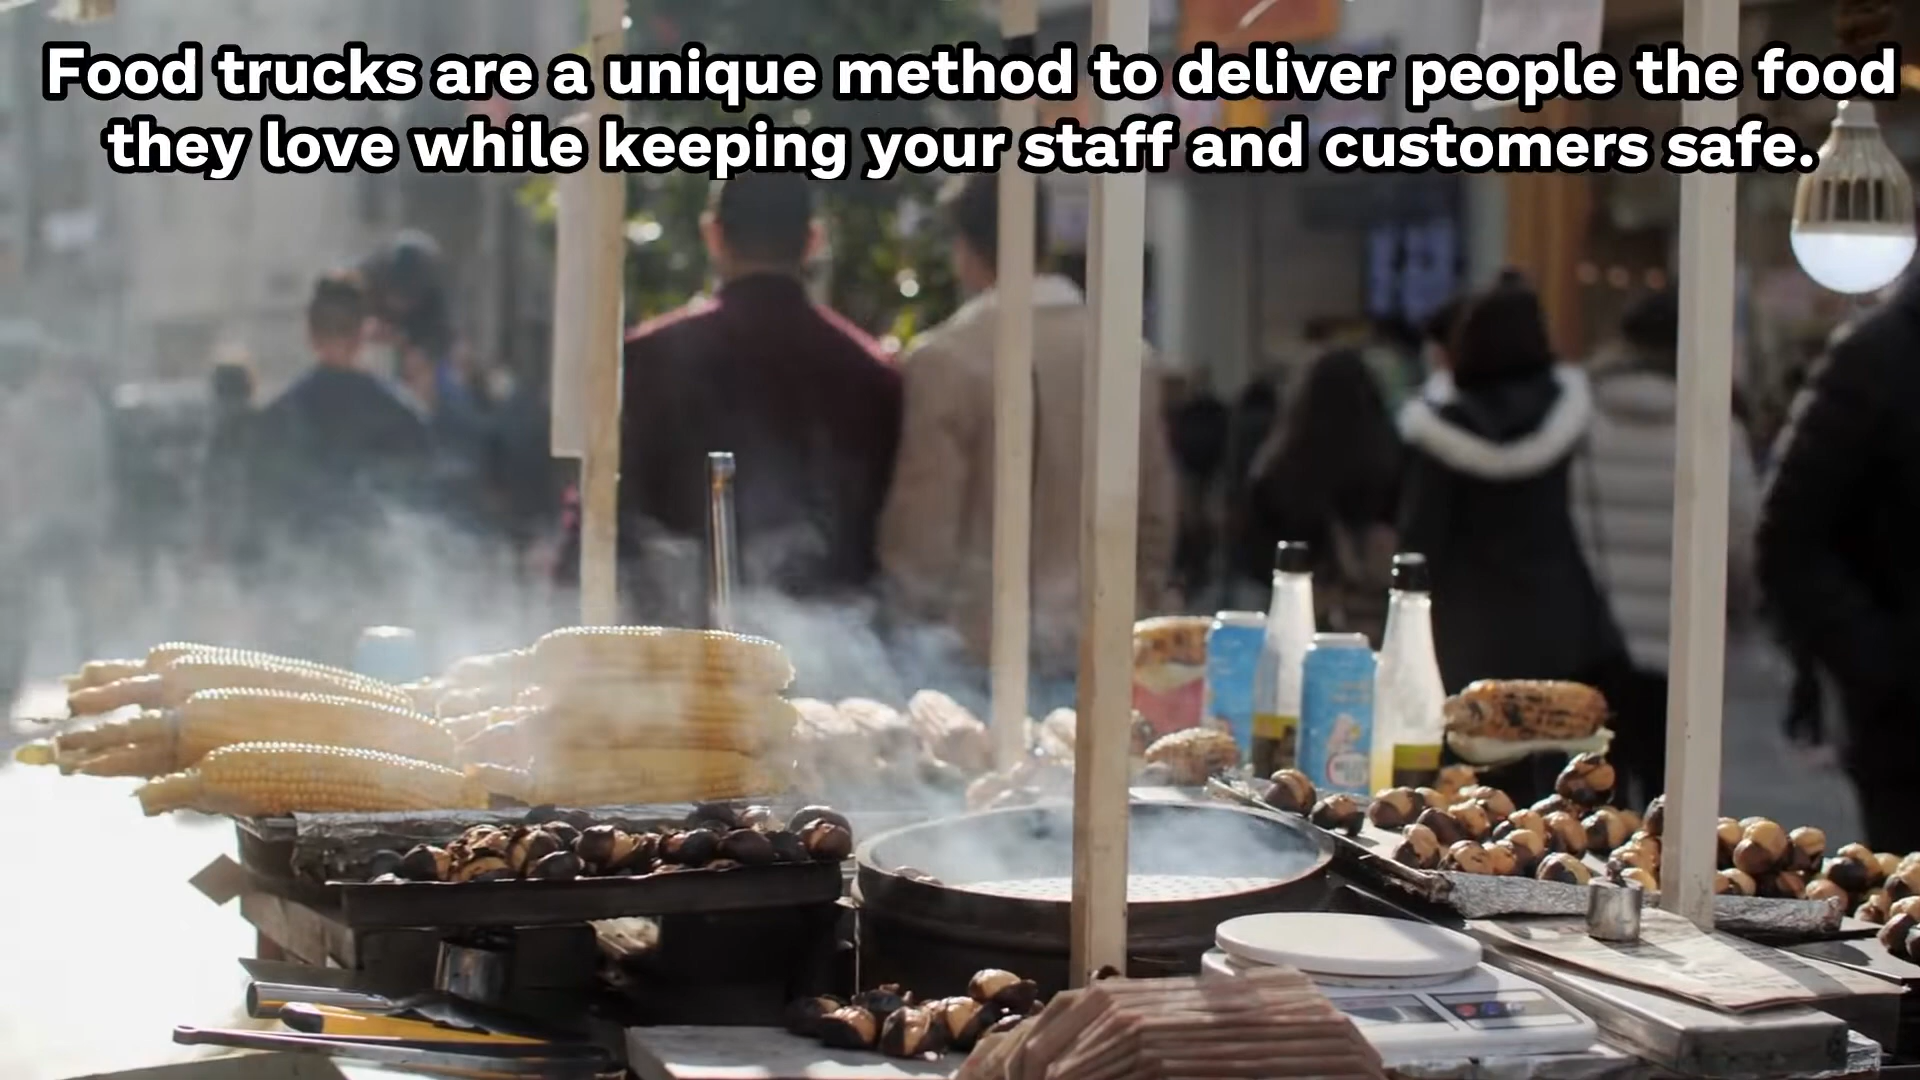 Food trucks are a unique method to deliver people the food
they love while keeping your staff and customers safe.